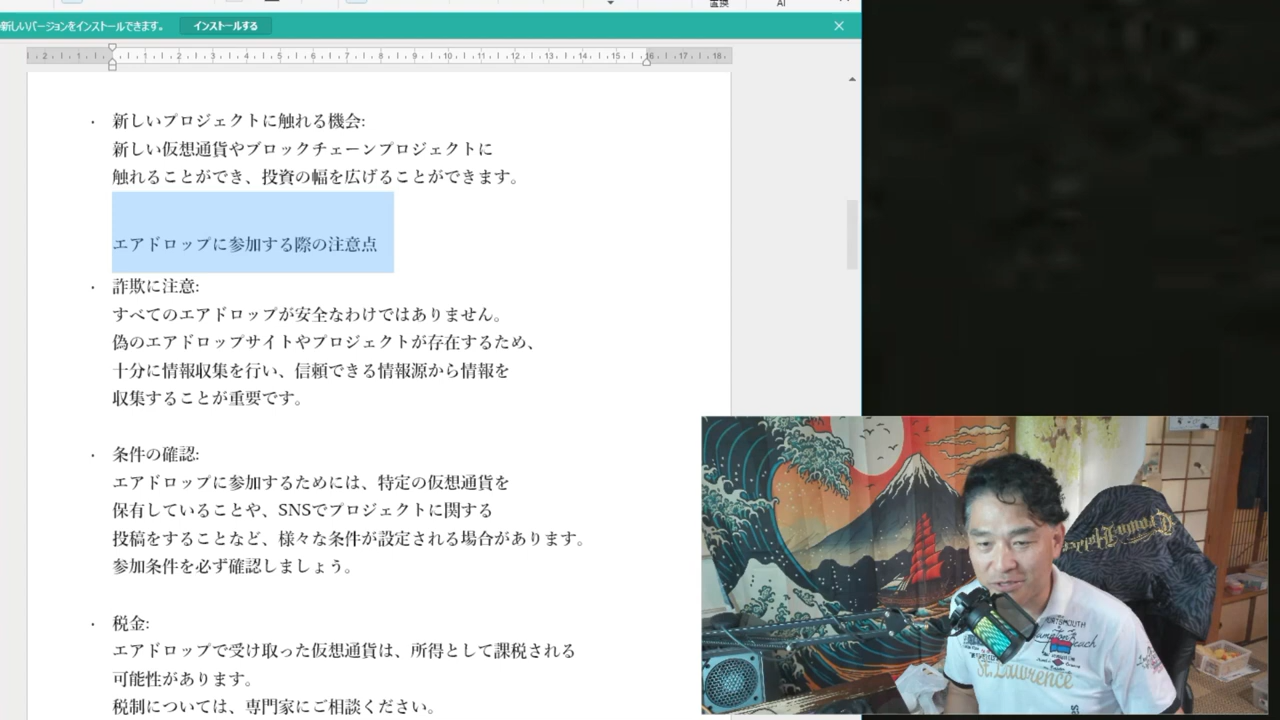 新しいバージョンをインストールできます。 インストールする
置換
AI
・ 新しいプロジェクトに触れる機会:
新しい仮想通貨やブロックチェーンプロジェクトに
触れることができ、投資の幅を広げることができます。
エアドロップに参加する際の注意点
・ 詐欺に注意:
すべてのエアドロップが安全なわけではありません。
偽のエアドロップサイトやプロジェクトが存在するため、
十分に情報収集を行い、信頼できる情報源から情報を
収集することが重要です。
・ 条件の確認:
エアドロップに参加するためには、特定の仮想通貨を
保有していることや、SNSでプロジェクトに関する
投稿をすることなど、様々な条件が設定される場合があります。
参加条件を必ず確認しましょう。
・ 税金:
エアドロップで受け取った仮想通貨は、所得として課税される
可能性があります。
税制については、専門家にご相談ください。
PORTSMOUTH
St.Lawrence